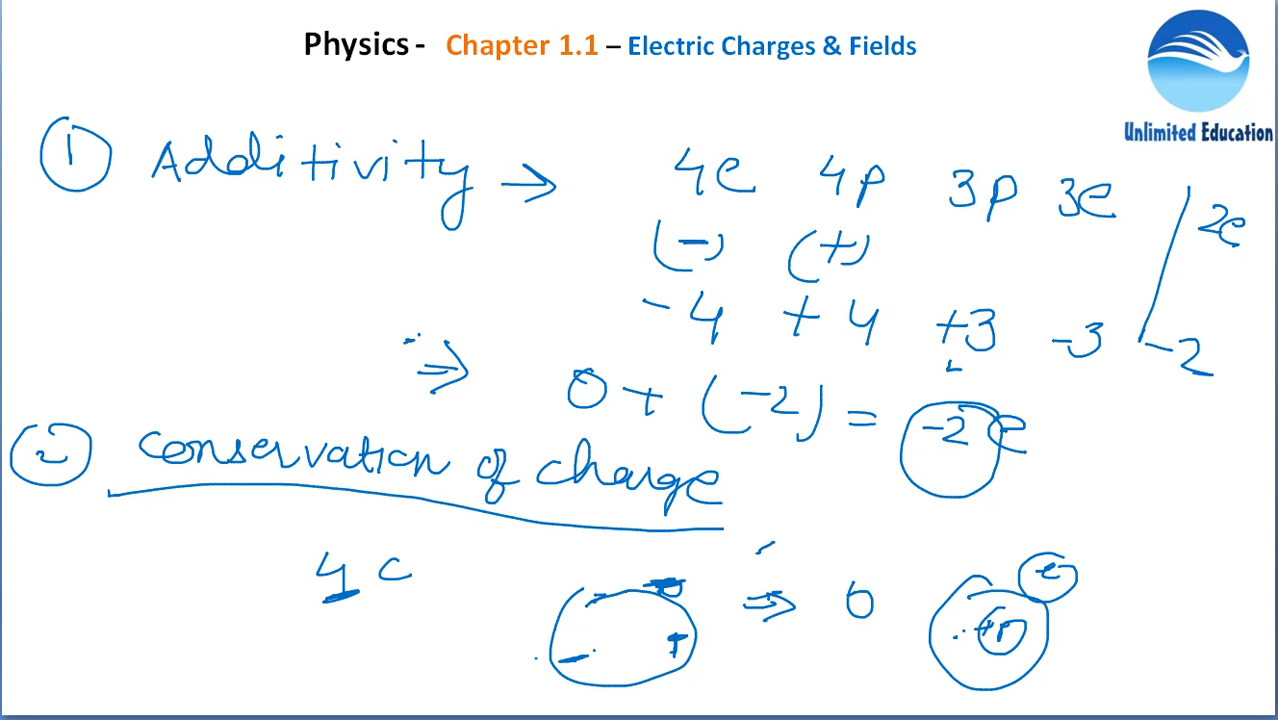 Physics - Chapter 1.1 – Electric Charges & Fields
Unlimited Education
① Additivity → 4e 4p 3p 3e | 2e
(-) (+)
-4 +4 +3 -3 -2
⇒ 0 + (-2) = -2e
② conservation of charge
4 C ⇒ 0 e
+p